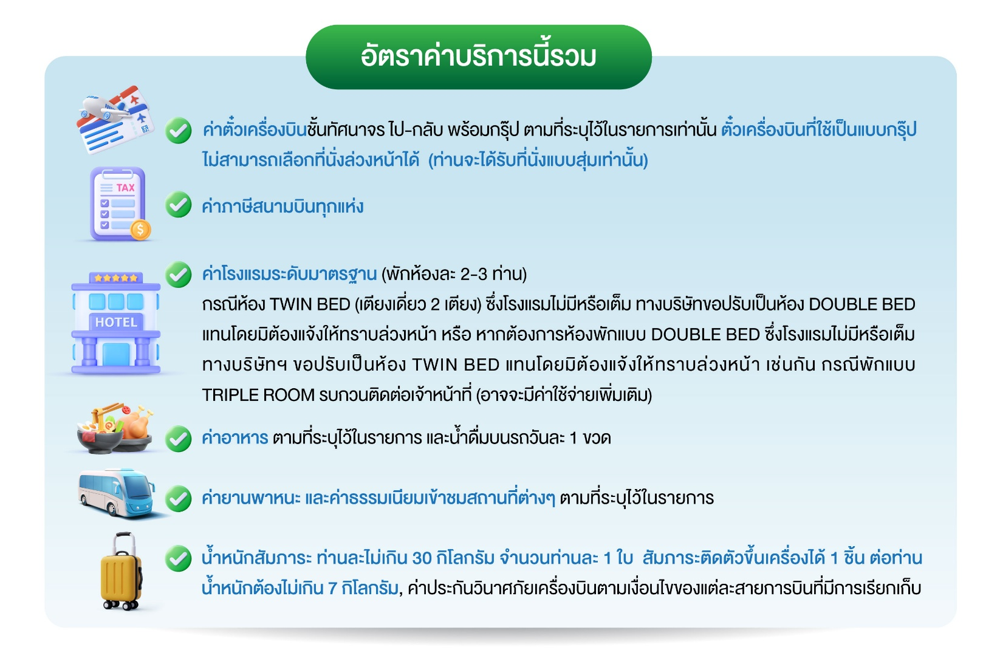 อัตราค่าบริการนี้รวม
ค่าตั๋วเครื่องบินชั้นทัศนาจร ไป-กลับ พร้อมกรุ๊ป ตามที่ระบุไว้ในรายการเท่านั้น ตั๋วเครื่องบินที่ใช้เป็นแบบกรุ๊ป
ไม่สามารถเลือกที่นั่งล่วงหน้าได้ (ท่านจะได้รับที่นั่งแบบสุ่มเท่านั้น)
TAX
$
ค่าภาษีสนามบินทุกแห่ง
ค่าโรงแรมระดับมาตรฐาน (พักห้องละ 2-3 ท่าน)
กรณีห้อง TWIN BED (เตียงเดี่ยว 2 เตียง) ซึ่งโรงแรมไม่มีหรือเต็ม ทางบริษัทขอปรับเป็นห้อง DOUBLE BED
HOTEL
แทนโดยมิต้องแจ้งให้ทราบล่วงหน้า หรือ หากต้องการห้องพักแบบ DOUBLE BED ซึ่งโรงแรมไม่มีหรือเต็ม
ทางบริษัทฯ ขอปรับเป็นห้อง TWIN BED แทนโดยมิต้องแจ้งให้ทราบล่วงหน้า เช่นกัน กรณีพักแบบ
TRIPLE ROOM รบกวนติดต่อเจ้าหน้าที่ (อาจจะมีค่าใช้จ่ายเพิ่มเติม)
ค่าอาหาร ตามที่ระบุไว้ในรายการ และน้ำดื่มบนรถวันละ 1 ขวด
ค่ายานพาหนะ และค่าธรรมเนียมเข้าชมสถานที่ต่างๆ ตามที่ระบุไว้ในรายการ
น้ำหนักสัมภาระ ท่านละไม่เกิน 30 กิโลกรัม จำนวนท่านละ 1 ใบ สัมภาระติดตัวขึ้นเครื่องได้ 1 ชิ้น ต่อท่าน
น้ำหนักต้องไม่เกิน 7 กิโลกรัม, ค่าประกันวินาศภัยเครื่องบินตามเงื่อนไขของแต่ละสายการบินที่มีการเรียกเก็บ